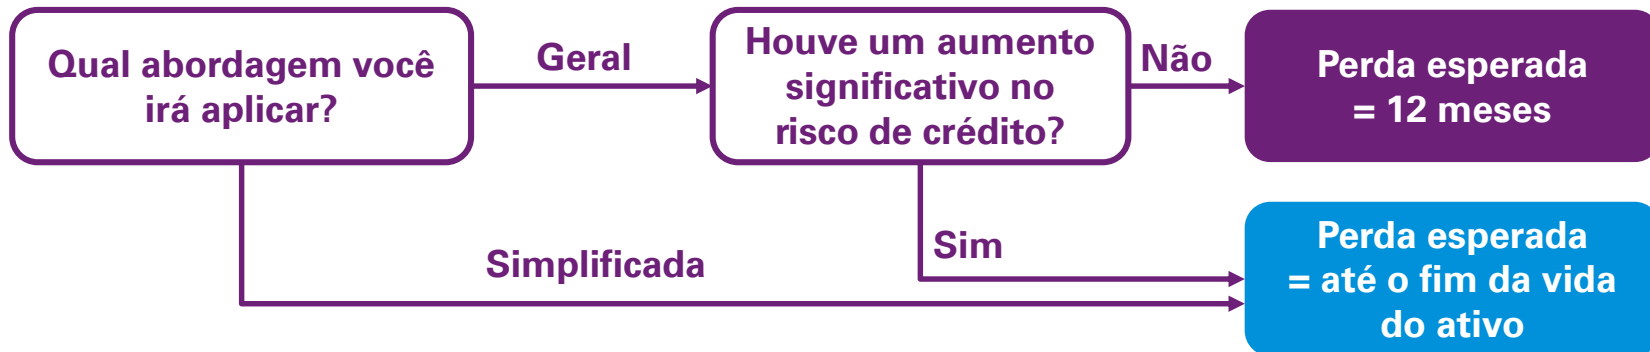 Qual abordagem você
irá aplicar?
Geral
Houve um aumento
significativo no
risco de crédito?
Não
Perda esperada
= 12 meses
Simplificada
Sim
Perda esperada
= até o fim da vida
do ativo